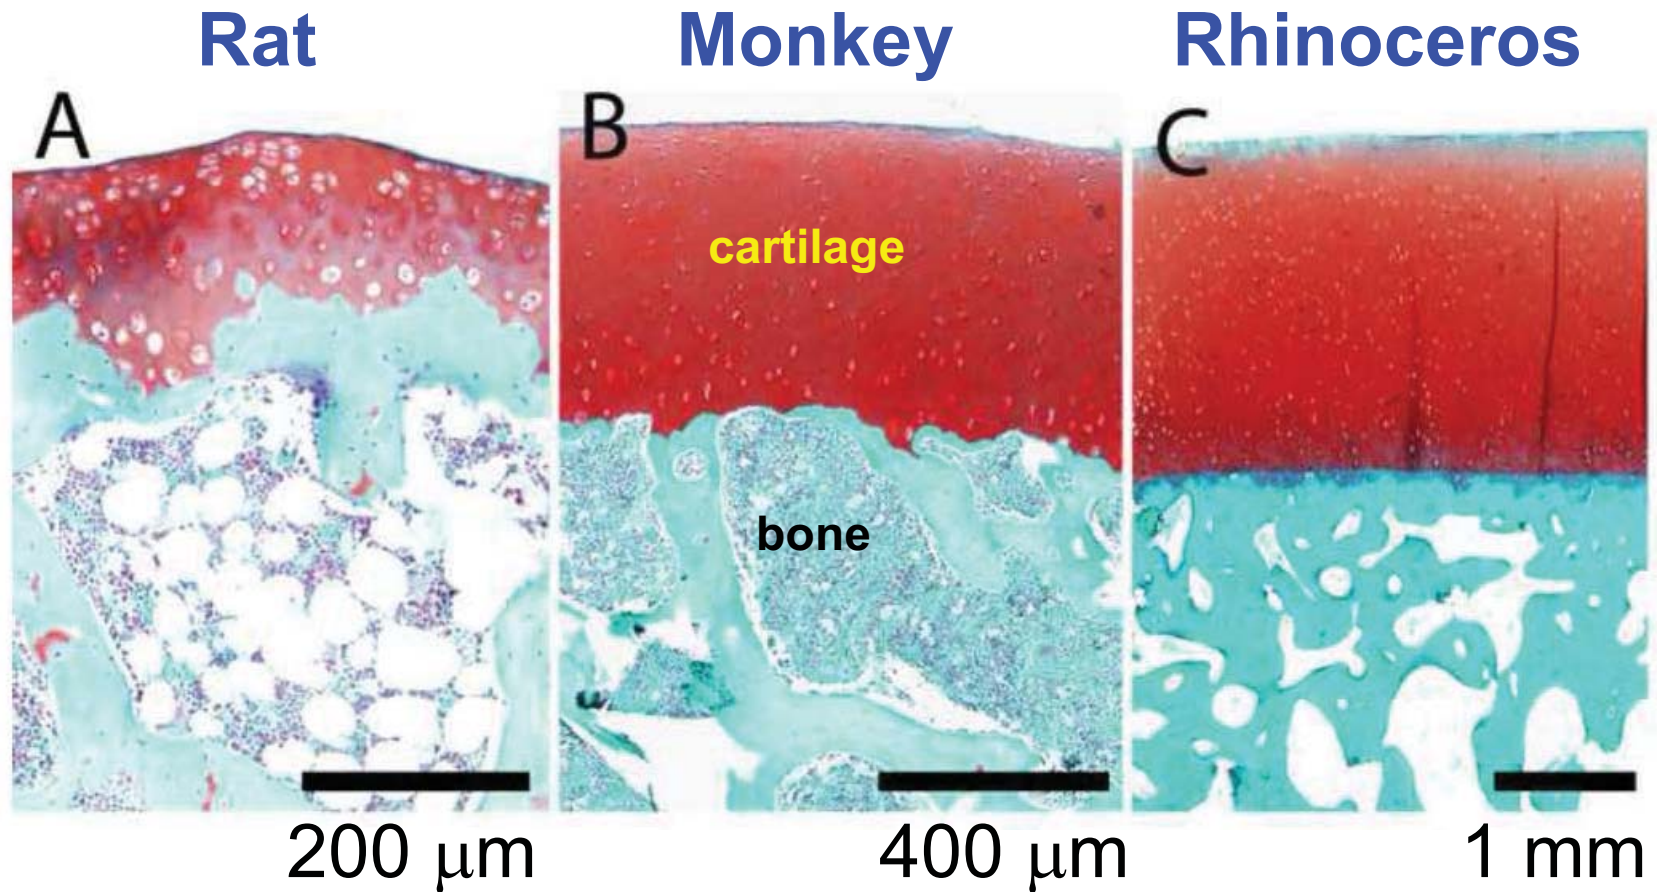 Rat
Monkey
Rhinoceros
A
B
C
cartilage
bone
200 μm
400 μm
1 mm